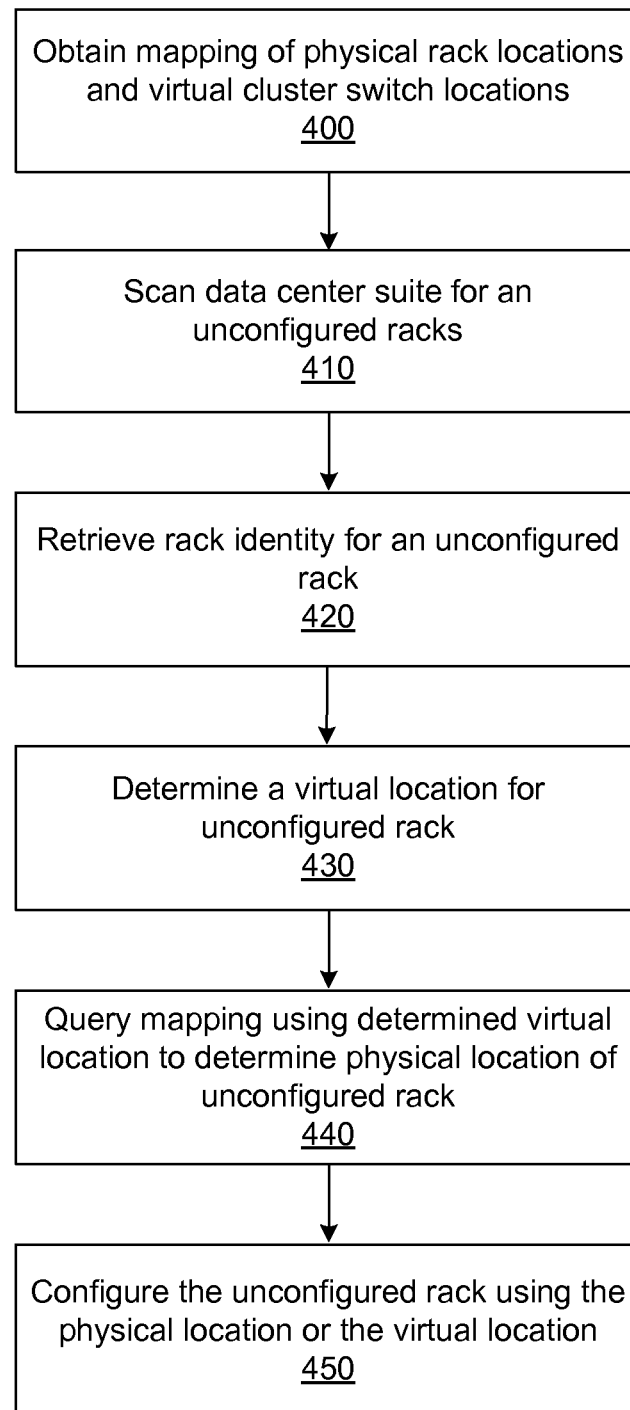 Obtain mapping of physical rack locations
and virtual cluster switch locations
400
Scan data center suite for an
unconfigured racks
410
Retrieve rack identity for an unconfigured
rack
420
Determine a virtual location for
unconfigured rack
430
Query mapping using determined virtual
location to determine physical location of
unconfigured rack
440
Configure the unconfigured rack using the
physical location or the virtual location
450